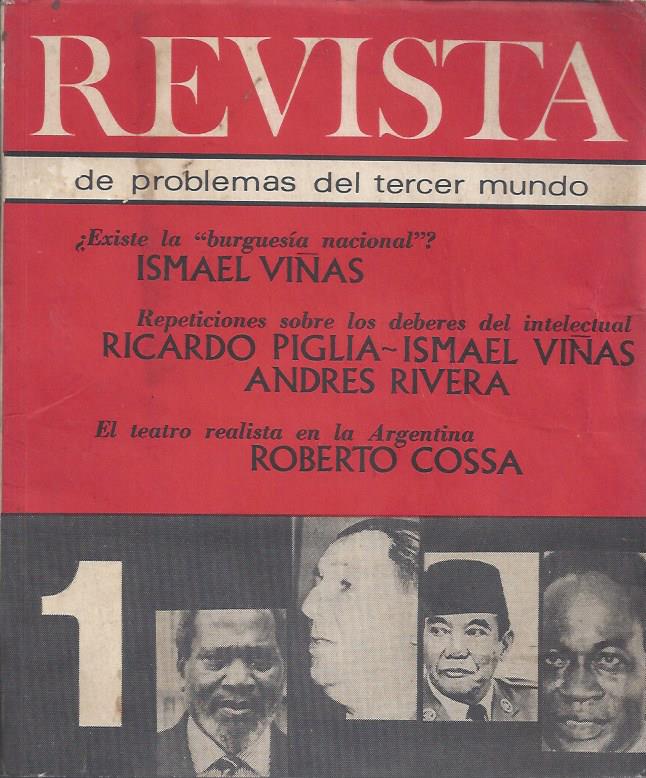 REVISTA
de problemas del tercer mundo
¿Existe la “burguesía nacional”?
ISMAEL VIÑAS
Repeticiones sobre los deberes del intelectual
RICARDO PIGLIA~ISMAEL VIÑAS
ANDRES RIVERA
El teatro realista en la Argentina
ROBERTO COSSA
1